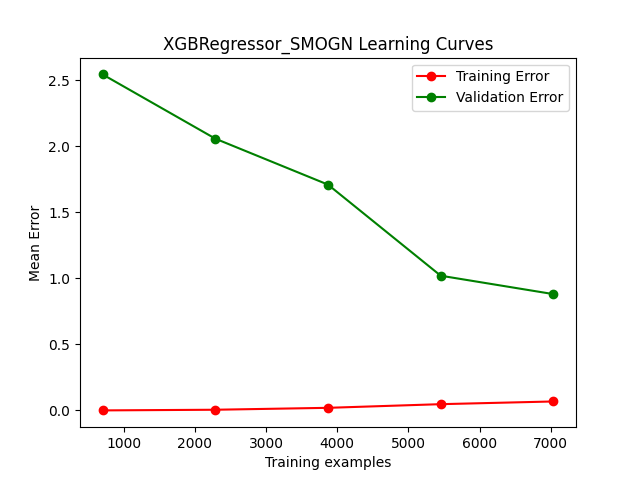 XGBRegressor_SMOGN Learning Curves
Training Error
Validation Error
Mean Error
2.5
2.0
1.5
1.0
0.5
0.0
1000 2000 3000 4000 5000 6000 7000
Training examples